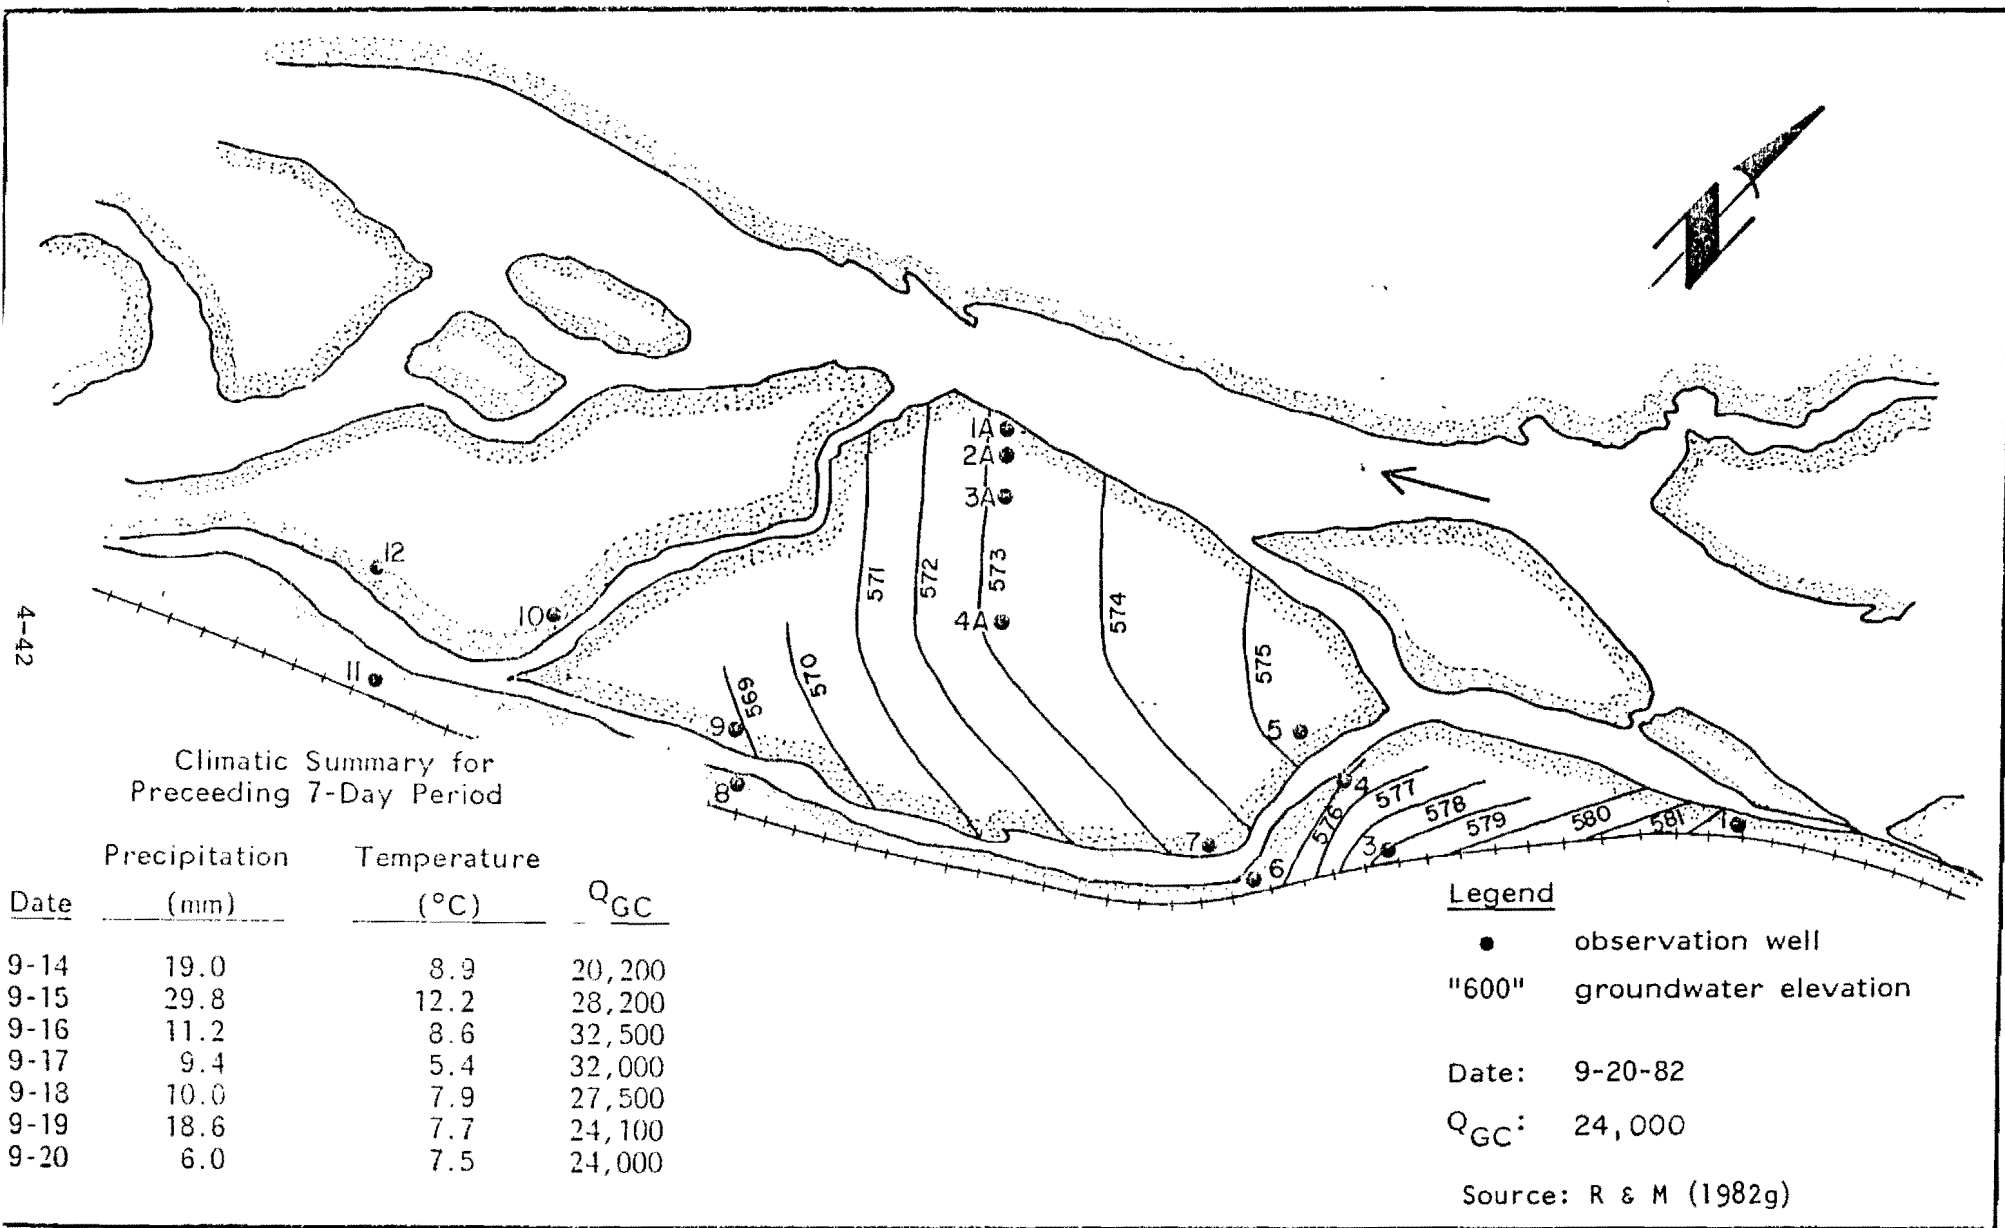 1A
2A
3A
573
4A
571
572
574
575
570
569
12
10
11
9
8
5
4
7
6
3
1
576
577
578
579
580
581
4-42
Climatic Summary for
Preceeding 7-Day Period
Precipitation Temperature
Date (mm) (°C) QGC
9-14 19.0 8.9 20,200
9-15 29.8 12.2 28,200
9-16 11.2 8.6 32,500
9-17 9.4 5.4 32,000
9-18 10.0 7.9 27,500
9-19 18.6 7.7 24,100
9-20 6.0 7.5 24,000
Legend
observation well
"600" groundwater elevation
Date: 9-20-82
QGC: 24,000
Source: R & M (1982g)